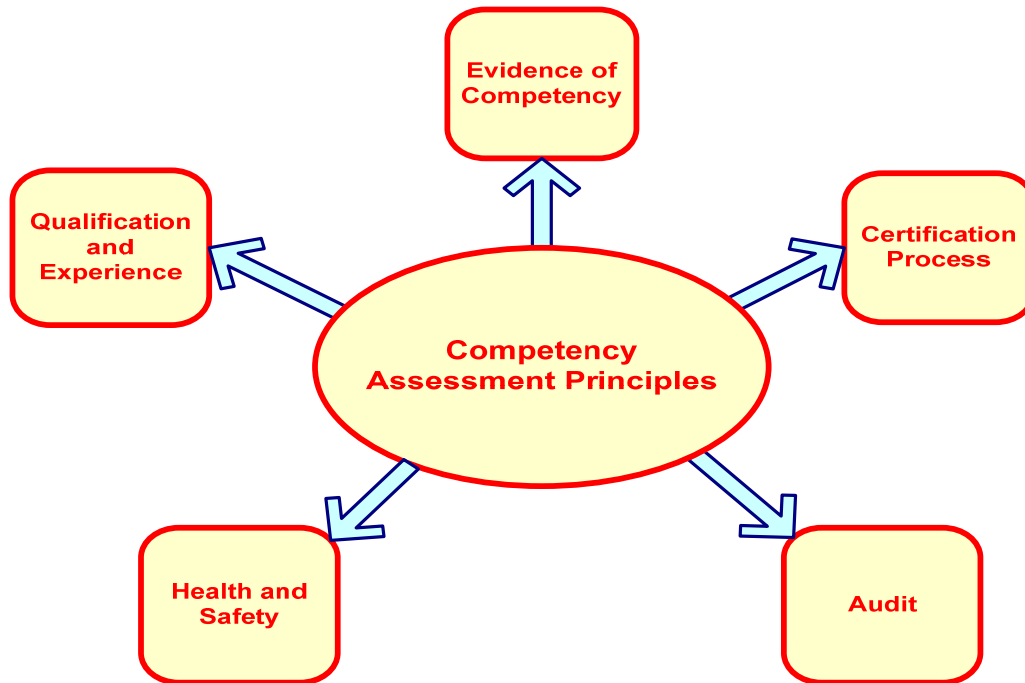 Evidence of
Competency
Qualification
and
Experience
Certification
Process
Competency
Assessment Principles
Health and
Safety
Audit